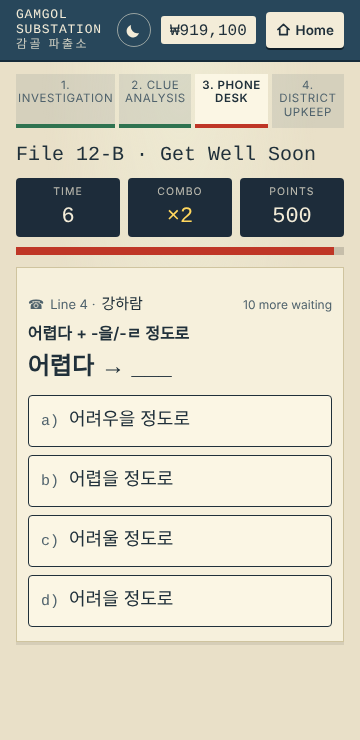 GAMGOL
SUBSTATION
감골 파출소
₩919,100
Home
1. INVESTIGATION
2. CLUE ANALYSIS
3. PHONE DESK
4. DISTRICT UPKEEP
File 12-B · Get Well Soon
TIME
6
COMBO
×2
POINTS
500
☎ Line 4 · 강하람
10 more waiting
어렵다 + -을/-ㄹ 정도로
어렵다 → ___
a) 어려우을 정도로
b) 어렵을 정도로
c) 어려울 정도로
d) 어려을 정도로